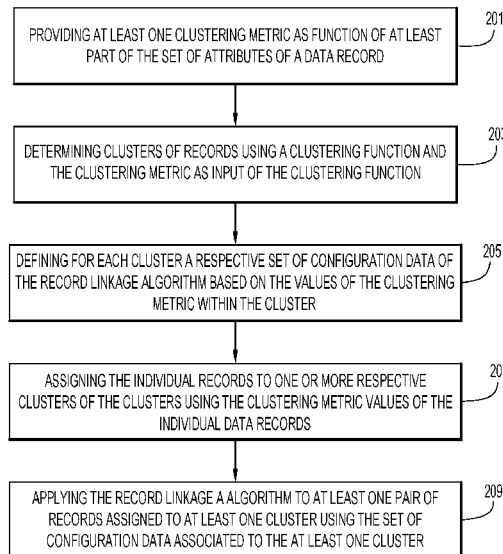 201
PROVIDING AT LEAST ONE CLUSTERING METRIC AS FUNCTION OF AT LEAST
PART OF THE SET OF ATTRIBUTES OF A DATA RECORD
203
DETERMINING CLUSTERS OF RECORDS USING A CLUSTERING FUNCTION AND
THE CLUSTERING METRIC AS INPUT OF THE CLUSTERING FUNCTION
205
DEFINING FOR EACH CLUSTER A RESPECTIVE SET OF CONFIGURATION DATA
OF THE RECORD LINKAGE ALGORITHM BASED ON THE VALUES OF THE CLUSTERING
METRIC WITHIN THE CLUSTER
20
ASSIGNING THE INDIVIDUAL RECORDS TO ONE OR MORE RESPECTIVE
CLUSTERS OF THE CLUSTERS USING THE CLUSTERING METRIC VALUES OF THE
INDIVIDUAL DATA RECORDS
209
APPLYING THE RECORD LINKAGE A ALGORITHM TO AT LEAST ONE PAIR OF
RECORDS ASSIGNED TO AT LEAST ONE CLUSTER USING THE SET OF
CONFIGURATION DATA ASSOCIATED TO THE AT LEAST ONE CLUSTER